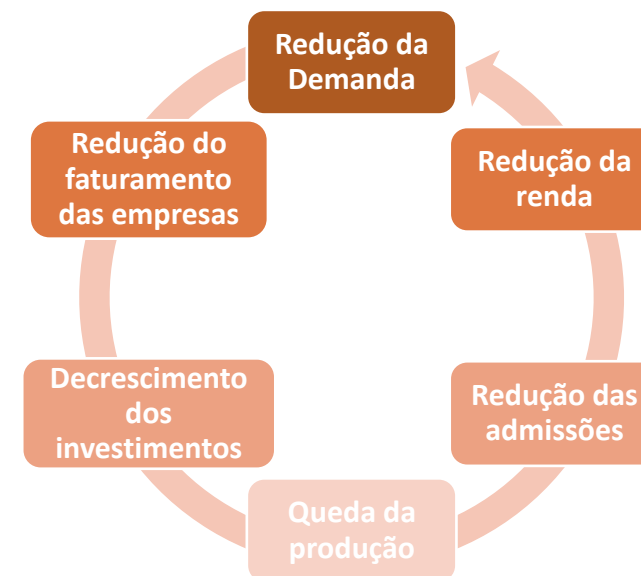 Redução da
Demanda
Redução do
faturamento
das empresas
Decrescimento
dos
investimentos
Queda da
produção
Redução das
admissões
Redução da
renda